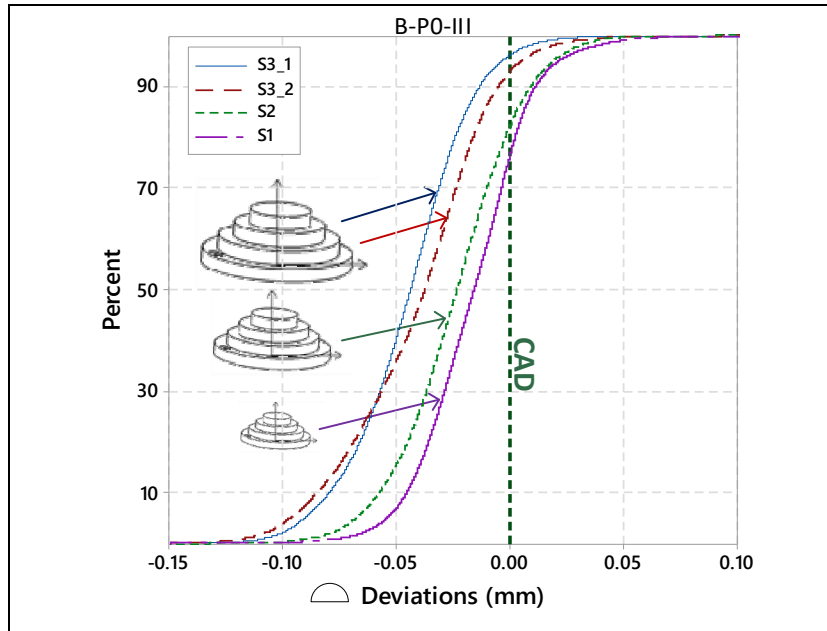 B-P0-III
S3_1
S3_2
S2
S1
90
70
50
30
10
Percent
CAD
-0.15
-0.10
-0.05
0.00
0.05
0.10
Deviations (mm)